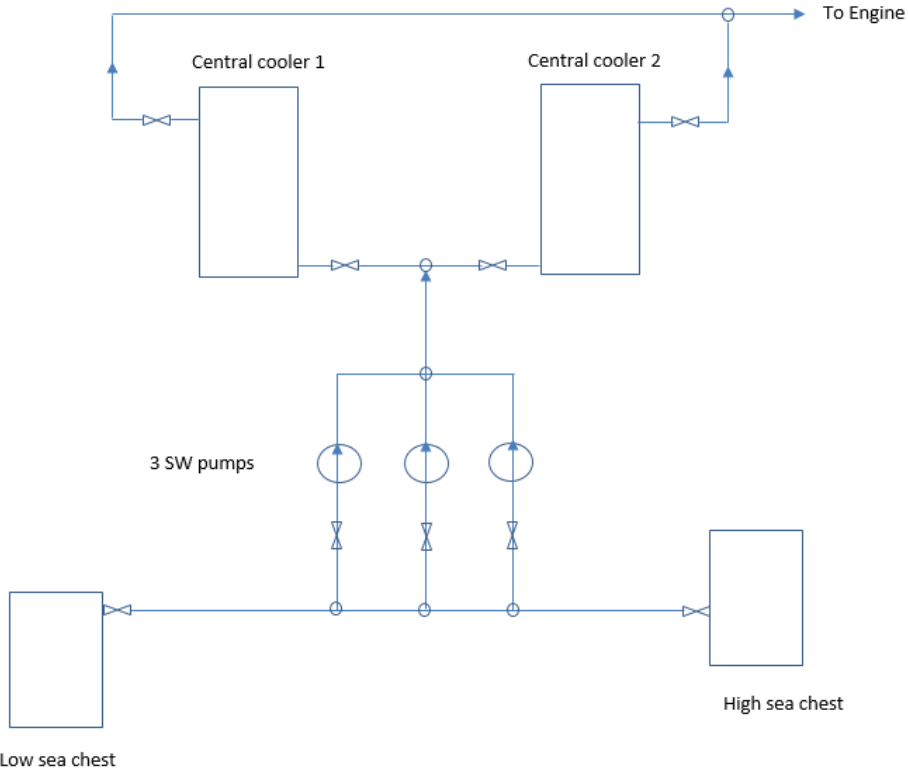 To Engine
Central cooler 1
Central cooler 2
3 SW pumps
High sea chest
Low sea chest